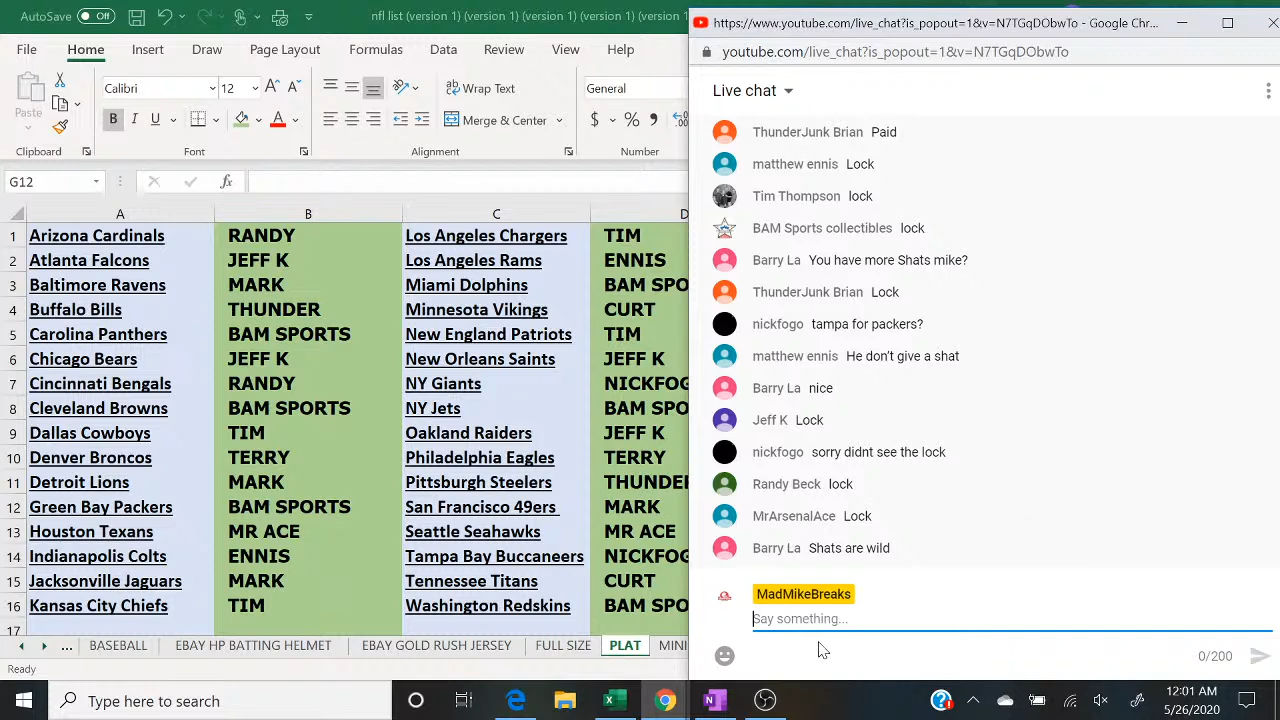 AutoSave Off nfl list (version 1) (version 1) (version 1) (version 1)
File Home Insert Draw Page Layout Formulas Data Review View Help
Paste
Calibri 12
Wrap Text
General
B I U
Merge & Center
$ % 9
Clipboard Font Alignment Number
G12 fx
A B C D
1 Arizona Cardinals RANDY Los Angeles Chargers TIM
2 Atlanta Falcons JEFF K Los Angeles Rams ENNIS
3 Baltimore Ravens MARK Miami Dolphins BAM SPO
4 Buffalo Bills THUNDER Minnesota Vikings CURT
5 Carolina Panthers BAM SPORTS New England Patriots TIM
6 Chicago Bears JEFF K New Orleans Saints JEFF K
7 Cincinnati Bengals RANDY NY Giants NICKFOG
8 Cleveland Browns BAM SPORTS NY Jets BAM SPO
9 Dallas Cowboys TIM Oakland Raiders JEFF K
10 Denver Broncos TERRY Philadelphia Eagles TERRY
11 Detroit Lions MARK Pittsburgh Steelers THUNDER
12 Green Bay Packers BAM SPORTS San Francisco 49ers MARK
13 Houston Texans MR ACE Seattle Seahawks MR ACE
14 Indianapolis Colts ENNIS Tampa Bay Buccaneers NICKFOG
15 Jacksonville Jaguars MARK Tennessee Titans CURT
16 Kansas City Chiefs TIM Washington Redskins BAM SPO
17
... BASEBALL EBAY HP BATTING HELMET EBAY GOLD RUSH JERSEY FULL SIZE PLAT MINI
Ready
https://www.youtube.com/live_chat?is_popout=1&v=N7TGqDObwTo - Google Chr...
youtube.com/live_chat?is_popout=1&v=N7TGqDObwTo
Live chat
ThunderJunk Brian Paid
matthew ennis Lock
Tim Thompson lock
BAM Sports collectibles lock
Barry La You have more Shats mike?
ThunderJunk Brian Lock
nickfogo tampa for packers?
matthew ennis He don't give a shat
Barry La nice
Jeff K Lock
nickfogo sorry didnt see the lock
Randy Beck lock
MrArsenalAce Lock
Barry La Shats are wild
MadMikeBreaks
Say something...
0/200
Type here to search
12:01 AM
5/26/2020